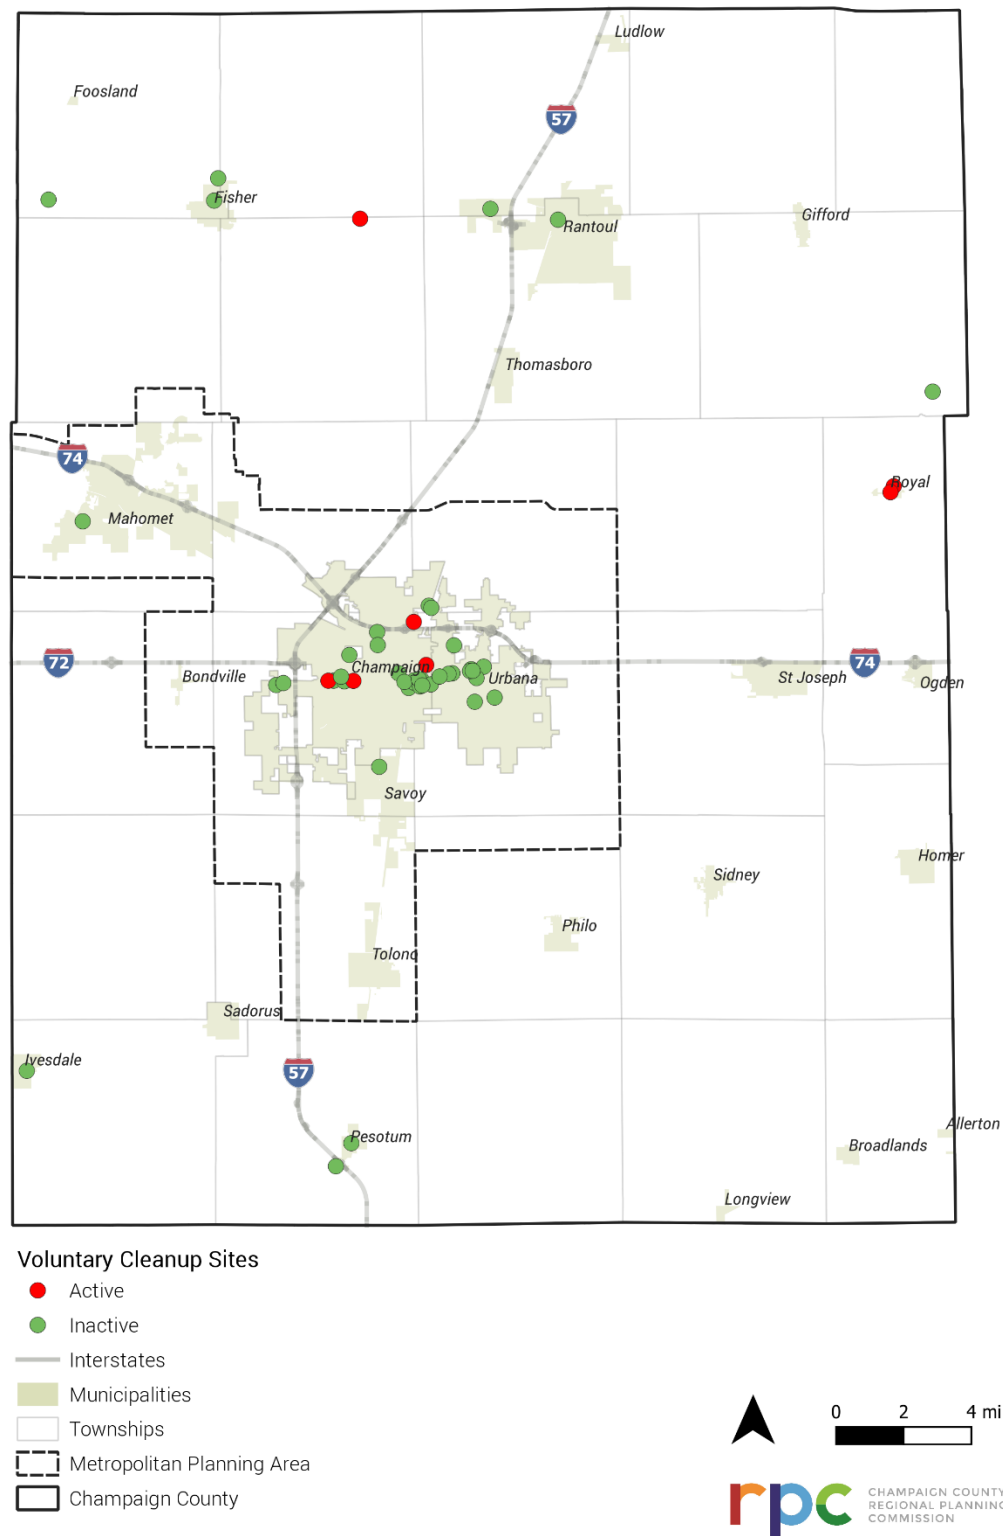 Ludlow
Foosland
57
Fisher
Gifford
Rantoul
Thomasboro
74
Royal
Mahomet
72
Bondville
Champaign
Urbana
St Joseph
74
Ogden
Savoy
Homer
Sidney
Philo
Tolono
Sadorus
Ivesdale
57
Pesotum
Allerton
Broadlands
Longview
Voluntary Cleanup Sites
Active
Inactive
Interstates
Municipalities
Townships
Metropolitan Planning Area
Champaign County
0 2 4 mi
rpc
CHAMPAIGN COUNTY
REGIONAL PLANNING
COMMISSION